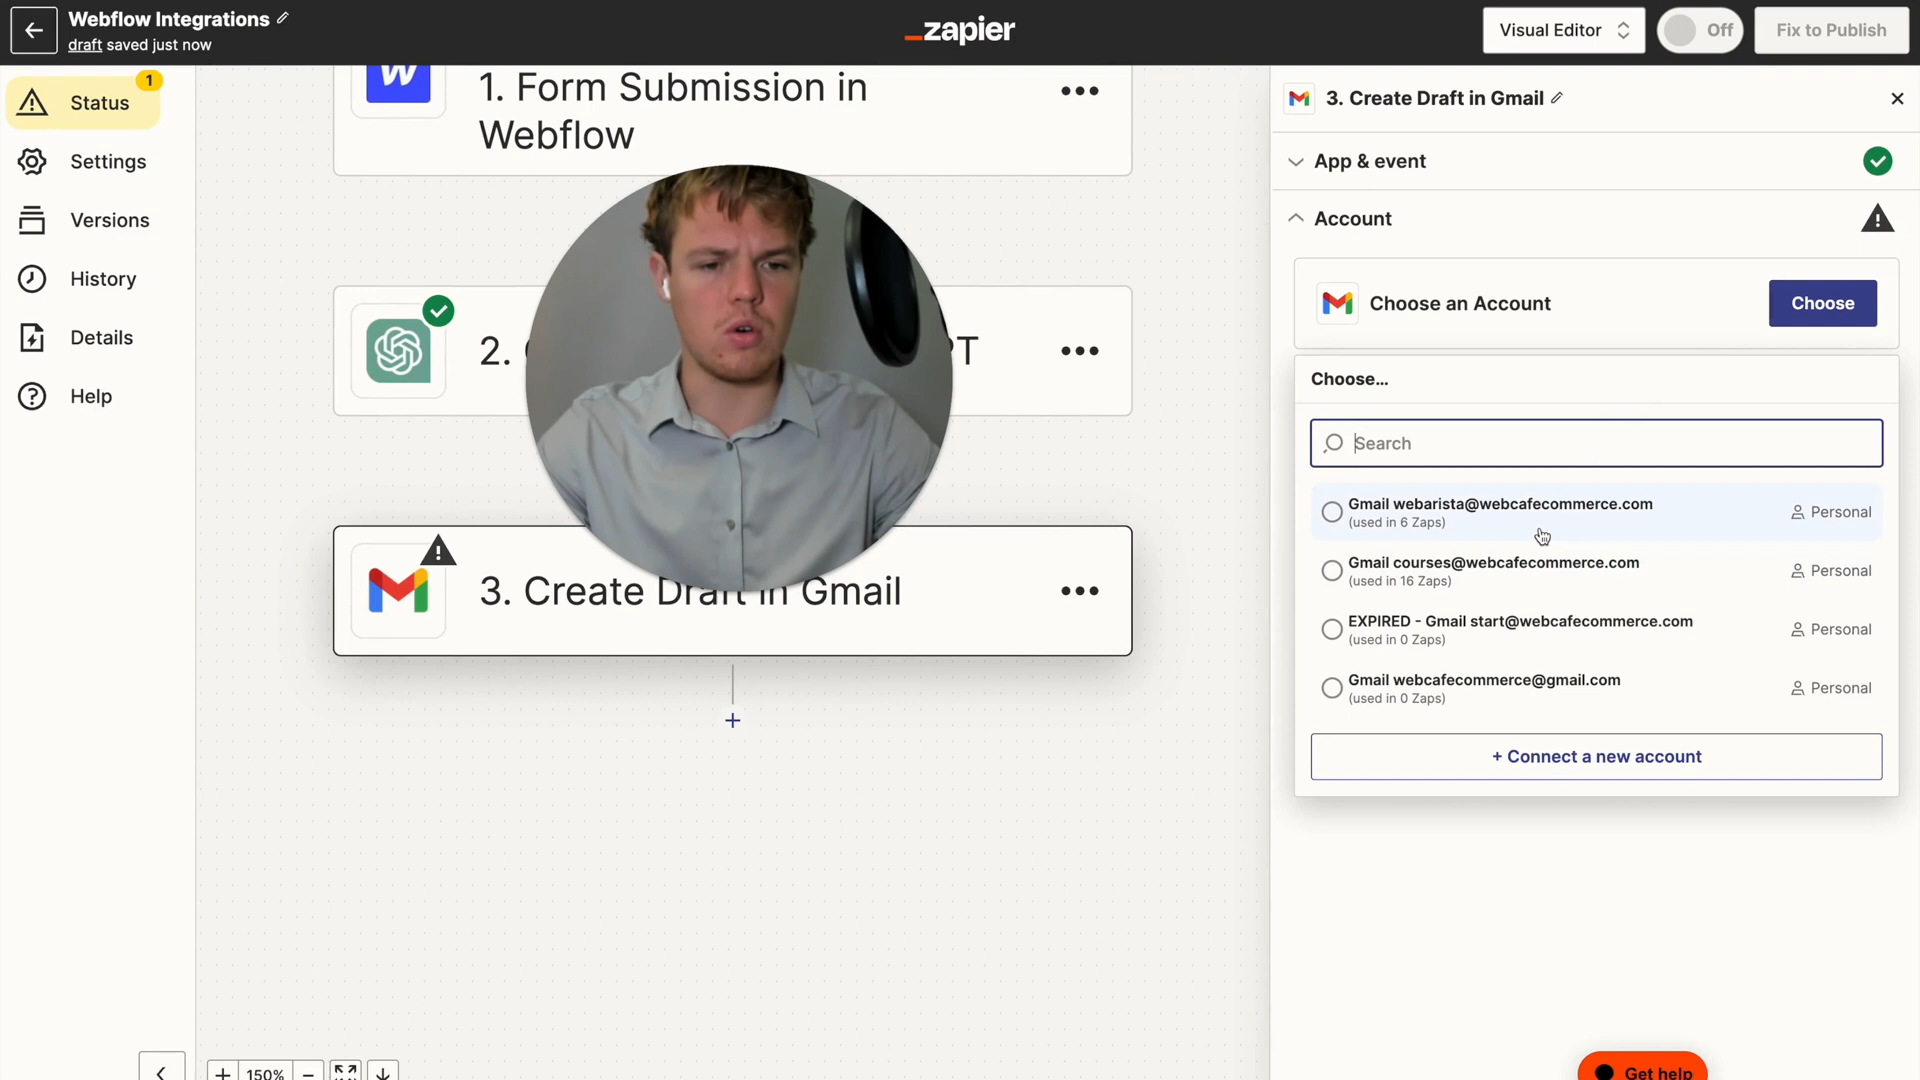 Webflow Integrations
draft saved just now
zapier
Visual Editor
Off
Fix to Publish
Status
1
Settings
Versions
History
Details
Help
1. Form Submission in
Webflow
2.
T
3. Create Draft in Gmail
150%
3. Create Draft in Gmail
App & event
Account
Choose an Account
Choose
Choose...
Search
Gmail webarista@webcafecommerce.com
(used in 6 Zaps)
Personal
Gmail courses@webcafecommerce.com
(used in 16 Zaps)
Personal
EXPIRED - Gmail start@webcafecommerce.com
(used in 0 Zaps)
Personal
Gmail webcafecommerce@gmail.com
(used in 0 Zaps)
Personal
+ Connect a new account
Get help